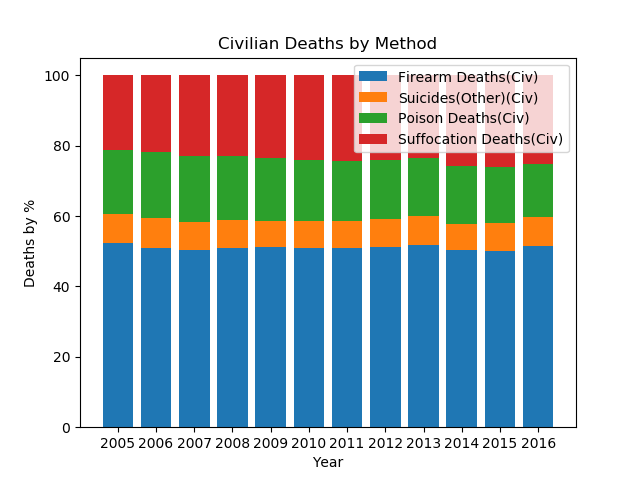 Civilian Deaths by Method
Firearm Deaths(Civ)
Suicides(Other)(Civ)
Poison Deaths(Civ)
Suffocation Deaths(Civ)
100
80
60
40
20
0
Deaths by %
2005 2006 2007 2008 2009 2010 2011 2012 2013 2014 2015 2016
Year